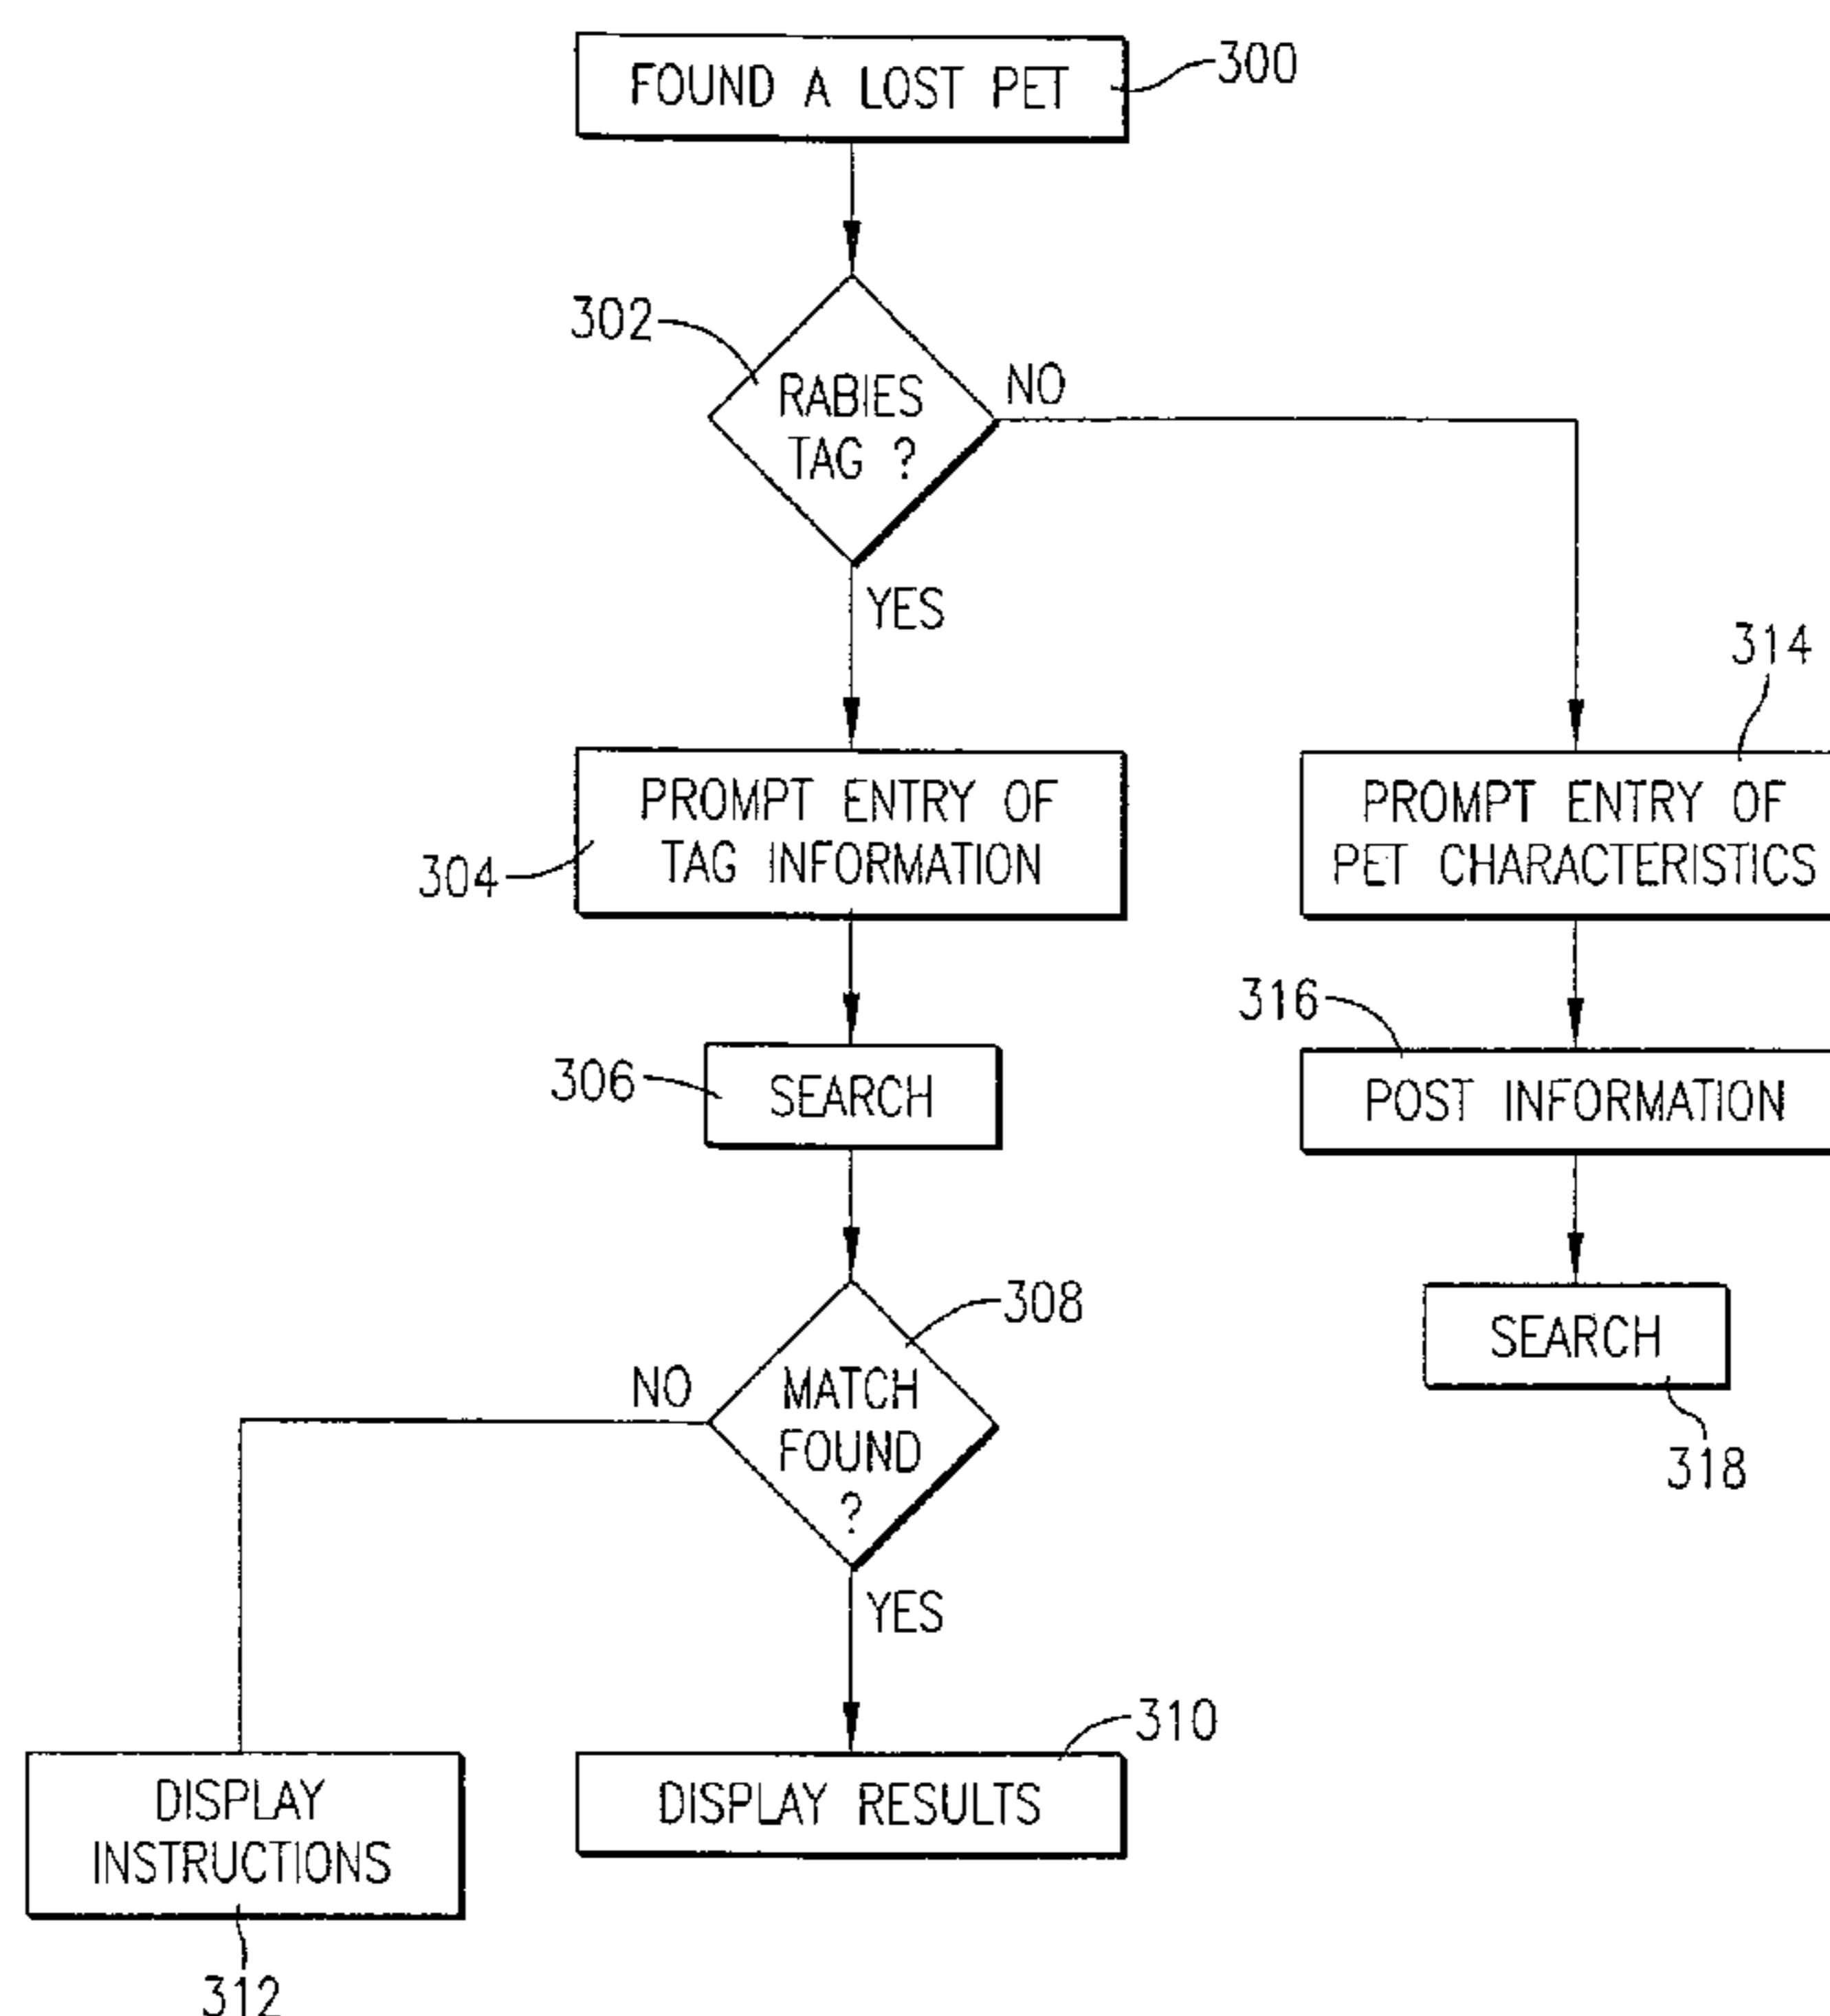 FOUND A LOST PET
300
302
RABIES
TAG ?
NO
YES
314
PROMPT ENTRY OF
TAG INFORMATION
304
PROMPT ENTRY OF
PET CHARACTERISTICS
316
POST INFORMATION
306
SEARCH
308
SEARCH
318
NO
MATCH
FOUND
?
YES
310
DISPLAY
INSTRUCTIONS
DISPLAY RESULTS
312